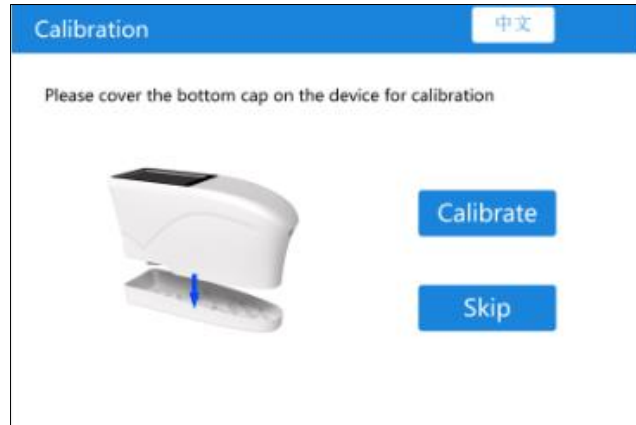 Calibration
中文
Please cover the bottom cap on the device for calibration
Calibrate
Skip